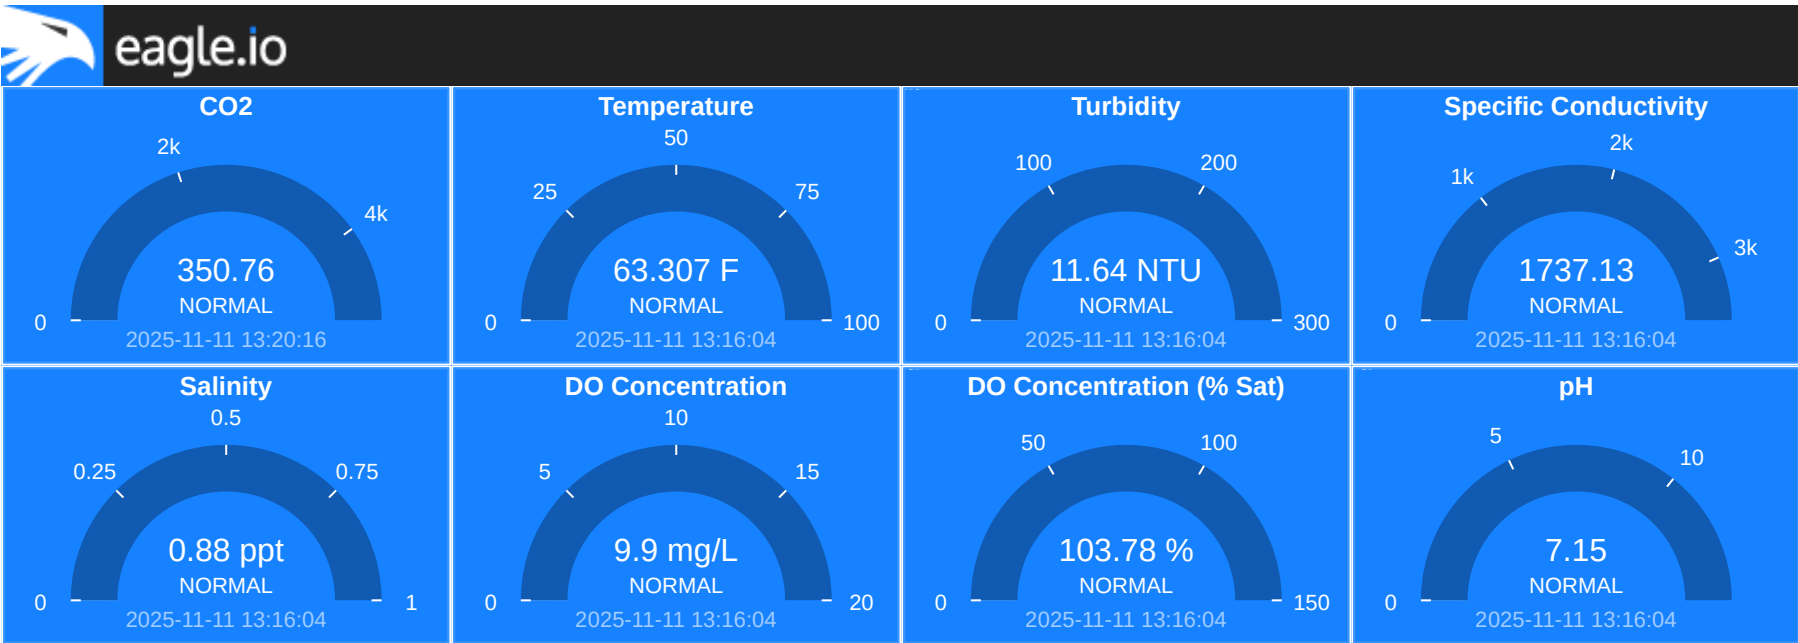 eagle.io
CO2
2k
4k
0
350.76
NORMAL
2025-11-11 13:20:16
Temperature
50
25
75
0
100
63.307 F
NORMAL
2025-11-11 13:16:04
Turbidity
100
200
0
300
11.64 NTU
NORMAL
2025-11-11 13:16:04
Specific Conductivity
2k
1k
3k
0
1737.13
NORMAL
2025-11-11 13:16:04
Salinity
0.5
0.25
0.75
0
1
0.88 ppt
NORMAL
2025-11-11 13:16:04
DO Concentration
10
5
15
0
20
9.9 mg/L
NORMAL
2025-11-11 13:16:04
DO Concentration (% Sat)
50
100
0
150
103.78 %
NORMAL
2025-11-11 13:16:04
pH
5
10
0
7.15
NORMAL
2025-11-11 13:16:04